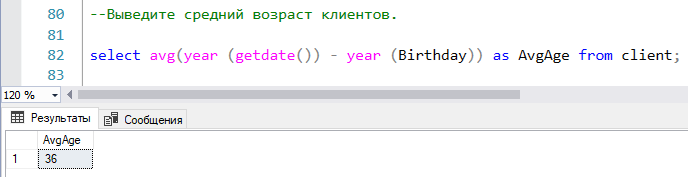 80 --Выведите средний возраст клиентов.
81
82 select avg(year (getdate()) - year (Birthday)) as AvgAge from client;
83
120 %
Результаты Сообщения
AvgAge
1 36